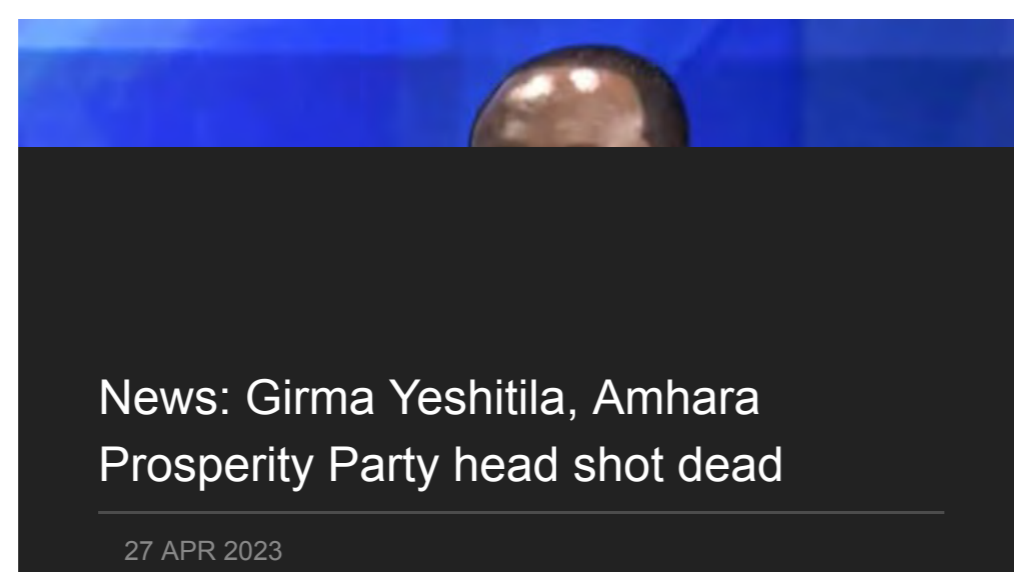 News: Girma Yeshitila, Amhara
Prosperity Party head shot dead
27 APR 2023